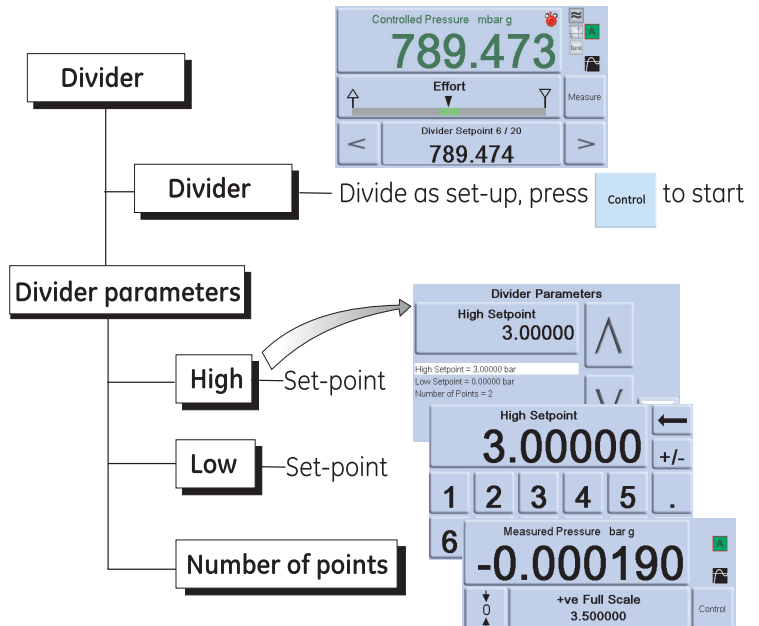 Controlled Pressure mbar g
789.473
A
tare
Effort
Measure
<
Divider Setpoint 6 / 20
789.474
>
Divider
Divider
Divide as set-up, press Control to start
Divider parameters
High
Set-point
Low
Set-point
Number of points
Divider Parameters
High Setpoint
3.00000
High Setpoint = 3.00000 bar
Low Setpoint = 0.00000 bar
Number of Points = 2
High Setpoint
3.00000
+/-
1 2 3 4 5 .
6
Measured Pressure bar g
-0.000190
A
0
+ve Full Scale
3.500000
Control